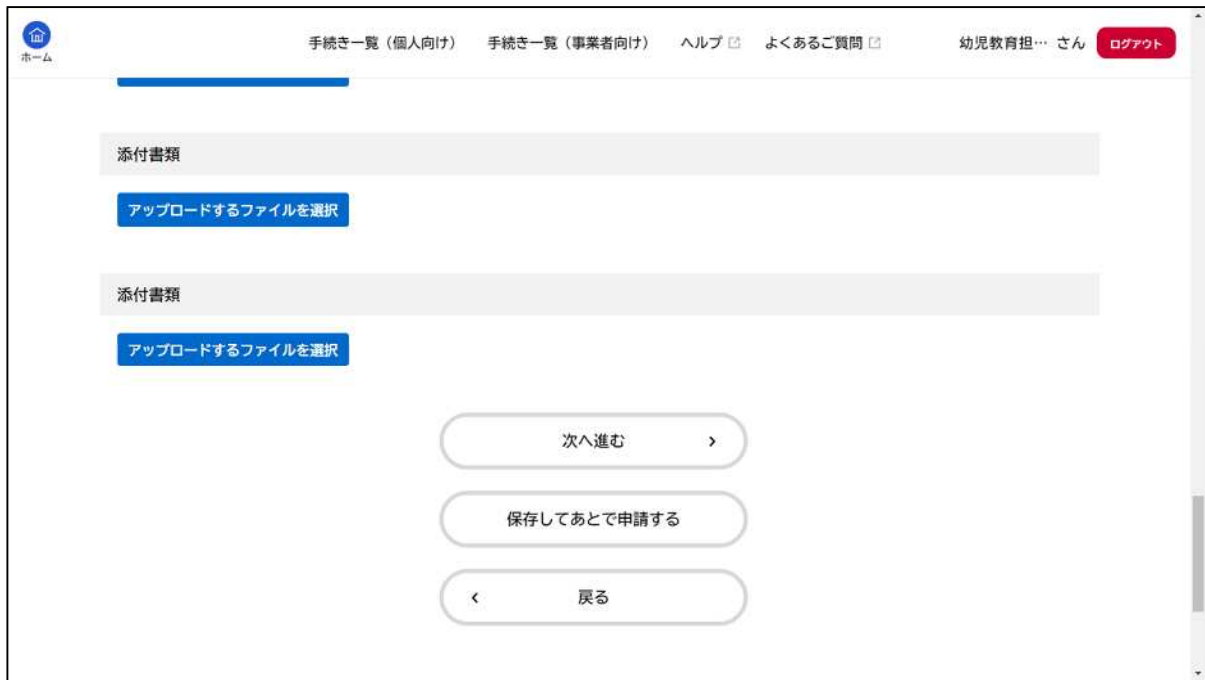 ホーム
手続き一覧（個人向け）
手続き一覧（事業者向け）
ヘルプ
よくあるご質問
幼児教育担… さん
ログアウト
添付書類
アップロードするファイルを選択
添付書類
アップロードするファイルを選択
次へ進む
保存してあとで申請する
戻る